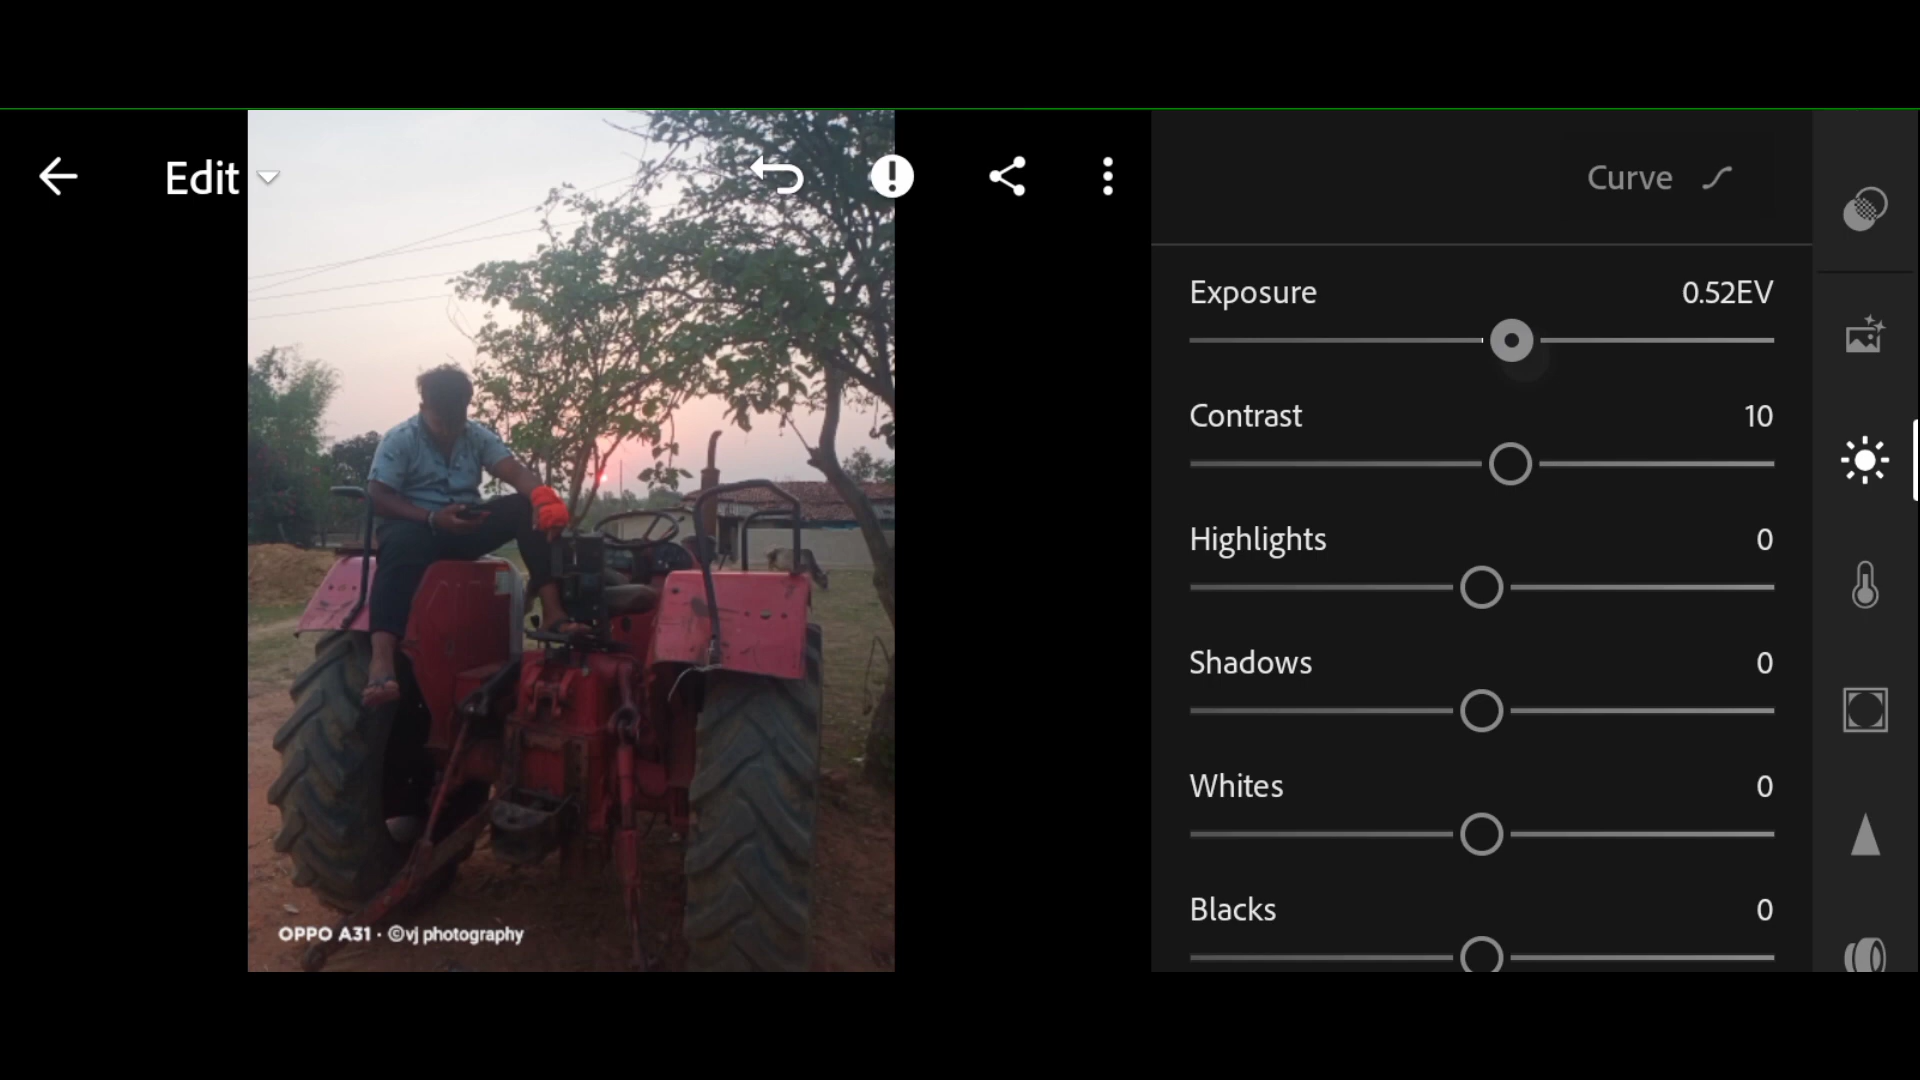 Edit
Curve
Exposure 0.52EV
Contrast 10
Highlights 0
Shadows 0
Whites 0
Blacks 0
OPPO A31 · ©vj photography